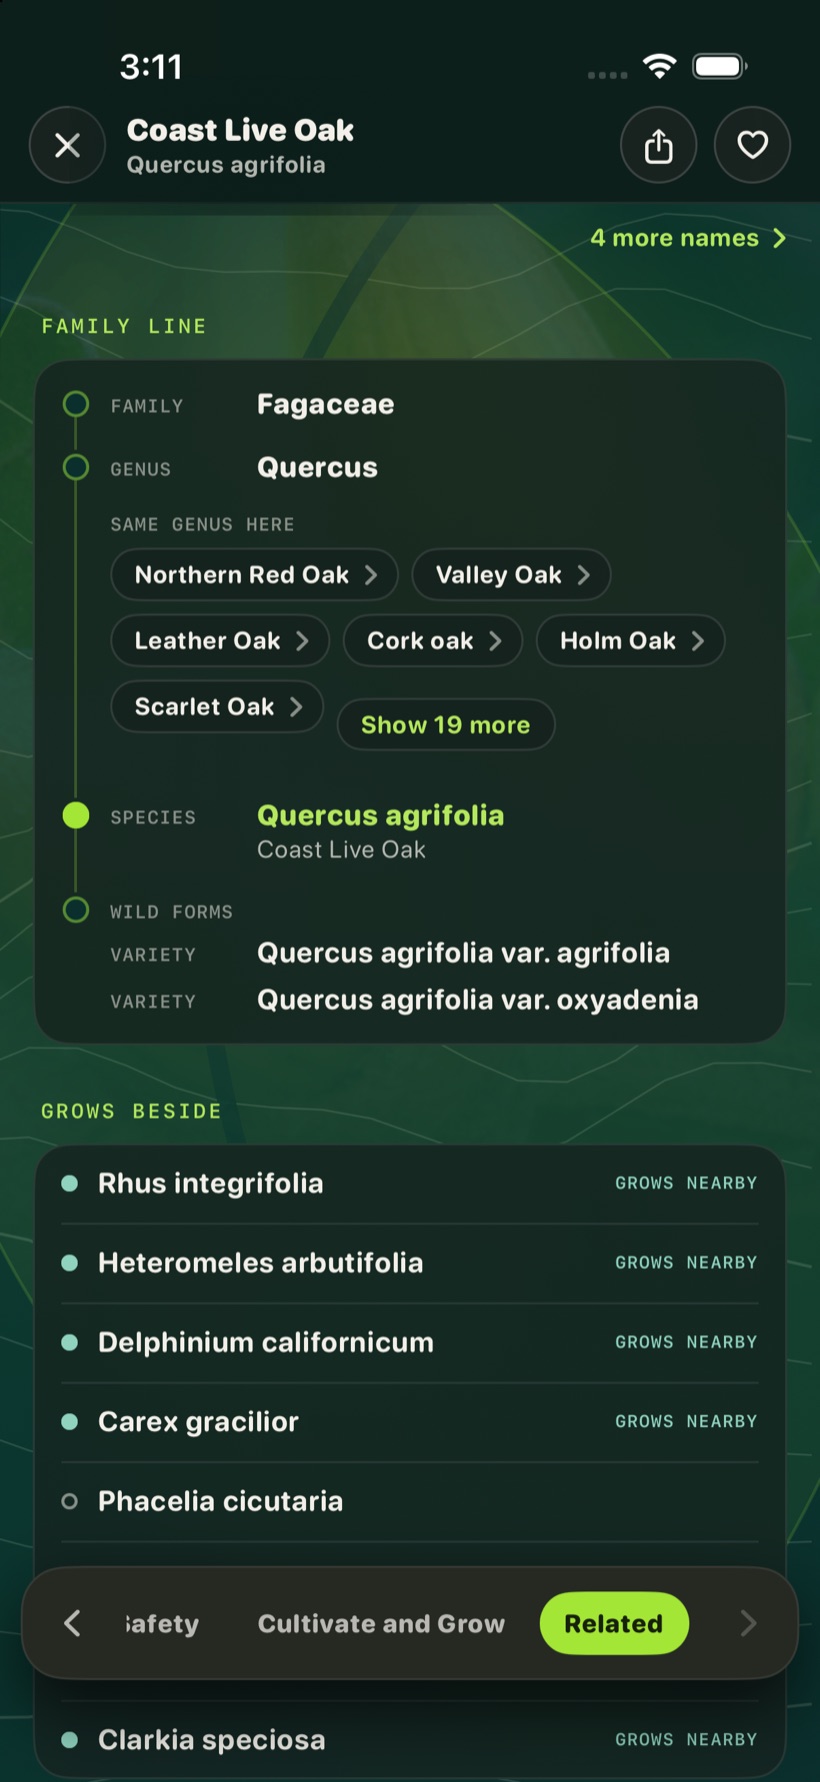 3:11
Coast Live Oak
Quercus agrifolia
4 more names
FAMILY LINE
FAMILY Fagaceae
GENUS Quercus
SAME GENUS HERE
Northern Red Oak Valley Oak
Leather Oak Cork oak Holm Oak
Scarlet Oak Show 19 more
SPECIES Quercus agrifolia
Coast Live Oak
WILD FORMS
VARIETY Quercus agrifolia var. agrifolia
VARIETY Quercus agrifolia var. oxyadenia
GROWS BESIDE
Rhus integrifolia GROWS NEARBY
Heteromeles arbutifolia GROWS NEARBY
Delphinium californicum GROWS NEARBY
Carex gracilior GROWS NEARBY
Phacelia cicutaria
Safety Cultivate and Grow Related
Clarkia speciosa GROWS NEARBY